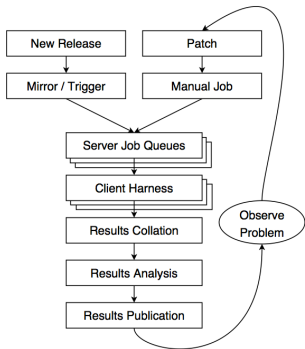 New Release
Patch
Mirror / Trigger
Manual Job
Server Job Queues
Client Harness
Results Collation
Observe
Problem
Results Analysis
Results Publication